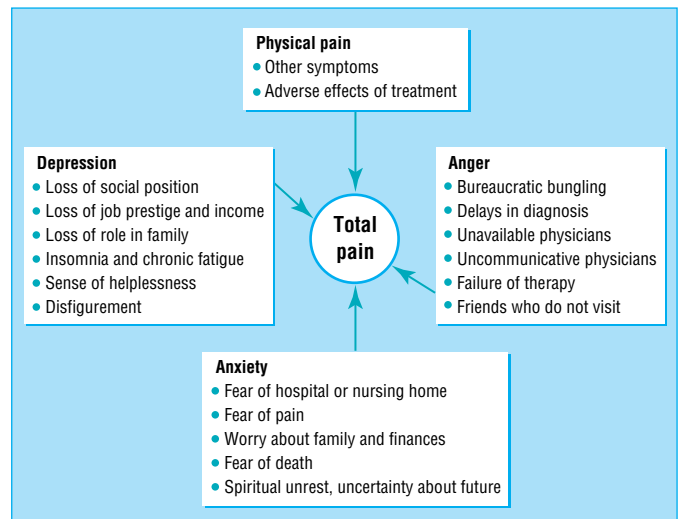 Physical pain
Other symptoms
Adverse effects of treatment
Depression
Loss of social position
Loss of job prestige and income
Loss of role in family
Insomnia and chronic fatigue
Sense of helplessness
Disfigurement
Total
pain
Anger
Bureaucratic bungling
Delays in diagnosis
Unavailable physicians
Uncommunicative physicians
Failure of therapy
Friends who do not visit
Anxiety
Fear of hospital or nursing home
Fear of pain
Worry about family and finances
Fear of death
Spiritual unrest, uncertainty about future